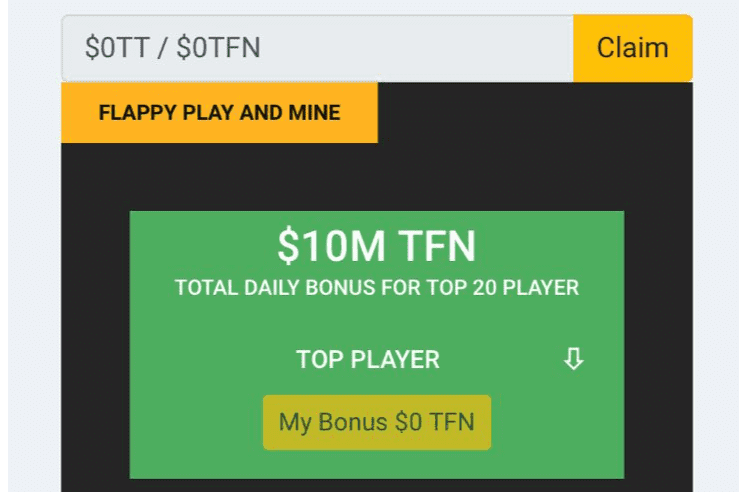 $0TT / $0TFN
Claim
FLAPPY PLAY AND MINE
$10M TFN
TOTAL DAILY BONUS FOR TOP 20 PLAYER
TOP PLAYER
My Bonus $0 TFN